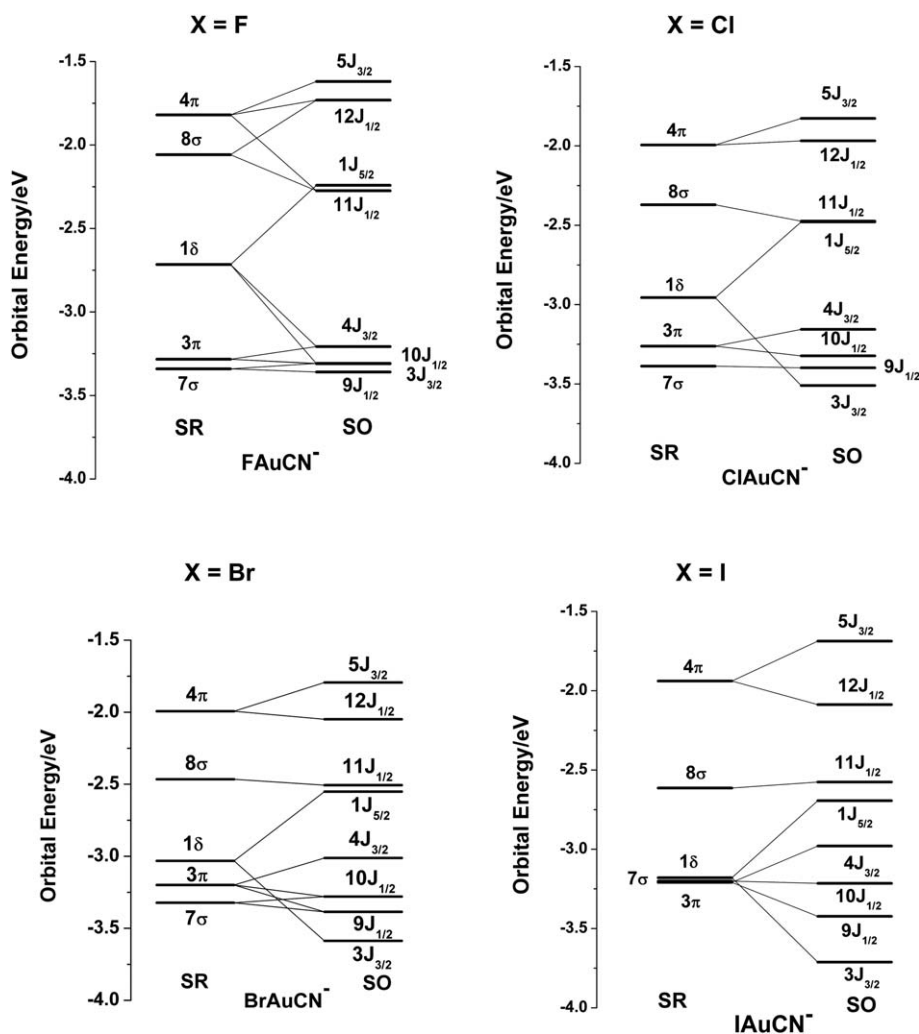 X = F
Orbital Energy/eV
-1.5
-2.0
-2.5
-3.0
-3.5
-4.0
4π
8σ
1δ
3π
7σ
SR
5J3/2
12J1/2
1J5/2
11J1/2
4J3/2
10J1/2
3J3/2
9J1/2
SO
FAuCN-
X = Cl
Orbital Energy/eV
-1.5
-2.0
-2.5
-3.0
-3.5
-4.0
4π
8σ
1δ
3π
7σ
SR
5J3/2
12J1/2
11J1/2
1J5/2
4J3/2
10J1/2
9J1/2
3J3/2
SO
ClAuCN-
X = Br
Orbital Energy/eV
-1.5
-2.0
-2.5
-3.0
-3.5
-4.0
4π
8σ
1δ
3π
7σ
SR
5J3/2
12J1/2
11J1/2
1J5/2
4J3/2
10J1/2
9J1/2
3J3/2
SO
BrAuCN-
X = I
Orbital Energy/eV
-1.5
-2.0
-2.5
-3.0
-3.5
-4.0
4π
8σ
1δ
7σ
3π
SR
5J3/2
12J1/2
11J1/2
1J5/2
4J3/2
10J1/2
9J1/2
3J3/2
SO
IAuCN-